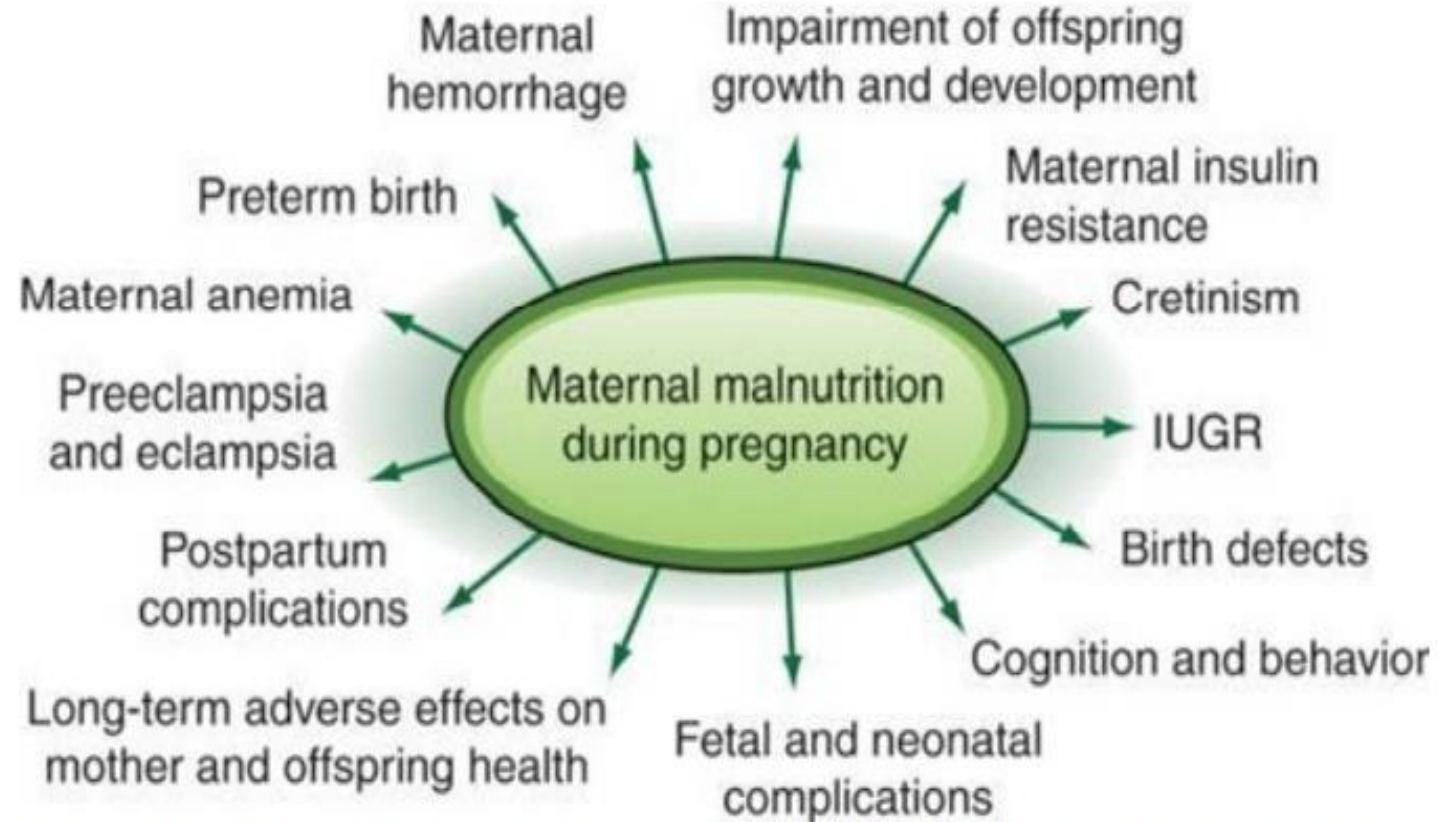 Maternal
hemorrhage
Impairment of offspring
growth and development
Preterm birth
Maternal insulin
resistance
Maternal anemia
Cretinism
Preeclampsia
and eclampsia
Maternal malnutrition
during pregnancy
IUGR
Postpartum
complications
Birth defects
Cognition and behavior
Long-term adverse effects on
mother and offspring health
Fetal and neonatal
complications